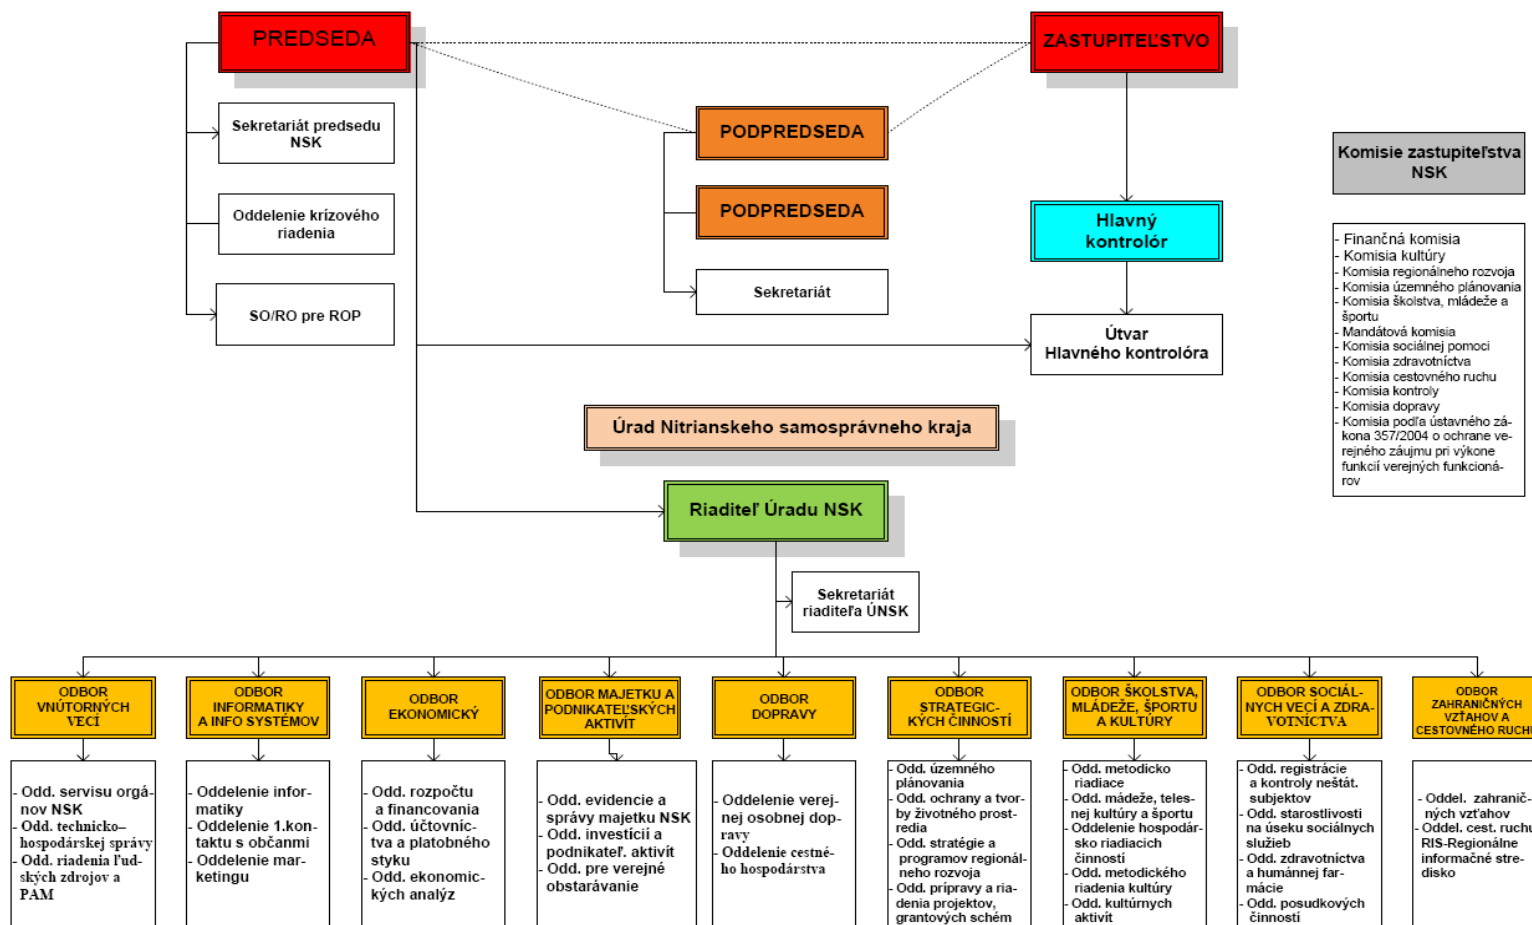 PREDSEDA
ZASTUPITEĽSTVO
Sekretariát predsedu
NSK
PODPREDSEDA
Komisie zastupiteľstva
NSK
Oddelenie krízového
riadenia
PODPREDSEDA
Hlavný
kontrolór
SO/RO pre ROP
Sekretariát
Útvar
Hlavného kontrolóra
- Finančná komisia
- Komisia kultúry
- Komisia regionálneho rozvoja
- Komisia územného plánovania
- Komisia školstva, mládeže a
športu
- Mandátová komisia
- Komisia sociálnej pomoci
- Komisia zdravotníctva
- Komisia cestovného ruchu
- Komisia kontroly
- Komisia dopravy
- Komisia podľa ústavného zá-
kona 357/2004 o ochrane ve-
rejného záujmu pri výkone
funkcií verejných funkcioná-
rov
Úrad Nitrianskeho samosprávneho kraja
Riaditeľ Úradu NSK
Sekretariát
riaditeľa ÚNSK
ODBOR
VNÚTORNÝCH
VECÍ
ODBOR
INFORMATIKY
A INFO SYSTÉMOV
ODBOR
EKONOMICKÝ
ODBOR MAJETKU A
PODNIKATEĽSKÝCH
AKTIVÍT
ODBOR
DOPRAVY
ODBOR
STRATEGIC-
KÝCH ČINNOSTÍ
ODBOR ŠKOLSTVA,
MLÁDEŽE, ŠPORTU
A KULTÚRY
ODBOR SOCIÁL-
NYCH VECÍ A ZDRA-
VOTNÍCTVA
ODBOR
ZAHRANIČNÝCH
VZŤAHOV A
CESTOVNÉHO RUCHU
- Odd. servisu orgá-
nov NSK
- Odd. technicko–
hospodárskej správy
- Odd. riadenia ľud-
ských zdrojov a
PAM
- Oddelenie infor-
matiky
- Oddelenie 1.kon-
taktu s občanmi
- Oddelenie mar-
ketingu
- Odd. rozpočtu
a financovania
- Odd. účtovníc-
tva a platobného
styku
- Odd. ekonomic-
kých analýz
- Odd. evidencie a
správy majetku NSK
- Odd. investícií a
podnikateľ. aktivít
- Odd. pre verejné
obstarávanie
- Oddelenie verej-
nej osobnej dop-
ravy
- Oddelenie cestné-
ho hospodárstva
- Odd. územného
plánovania
- Odd. ochrany a tvor-
by životného prost-
redia
- Odd. stratégie a
programov regionál-
neho rozvoja
- Odd. prípravy a ria-
denia projektov,
grantových schém
- Odd. metodicko
riadiace
- Odd. mádeže, teles-
nej kultúry a športu
- Oddelenie hospodár-
sko riadiacich
činností
- Odd. metodického
riadenia kultúry
- Odd. kultúrnych
aktivít
- Odd. registrácie
a kontroly neštát.
subjektov
- Odd. starostlivosti
na úseku sociálnych
služieb
- Odd. zdravotníctva
a humánnej far-
mácie
- Odd. posudkových
činností
- Oddel. zahranič-
ných vzťahov
- Oddel. cest. ruchu
RIS-Regionálne
informačné stre-
disko